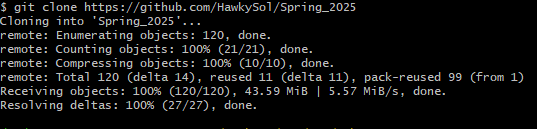 $ git clone https://github.com/HawkySol/Spring_2025
Cloning into 'Spring_2025'...
remote: Enumerating objects: 120, done.
remote: Counting objects: 100% (21/21), done.
remote: Compressing objects: 100% (10/10), done.
remote: Total 120 (delta 14), reused 11 (delta 11), pack-reused 99 (from 1)
Receiving objects: 100% (120/120), 43.59 MiB | 5.57 MiB/s, done.
Resolving deltas: 100% (27/27), done.